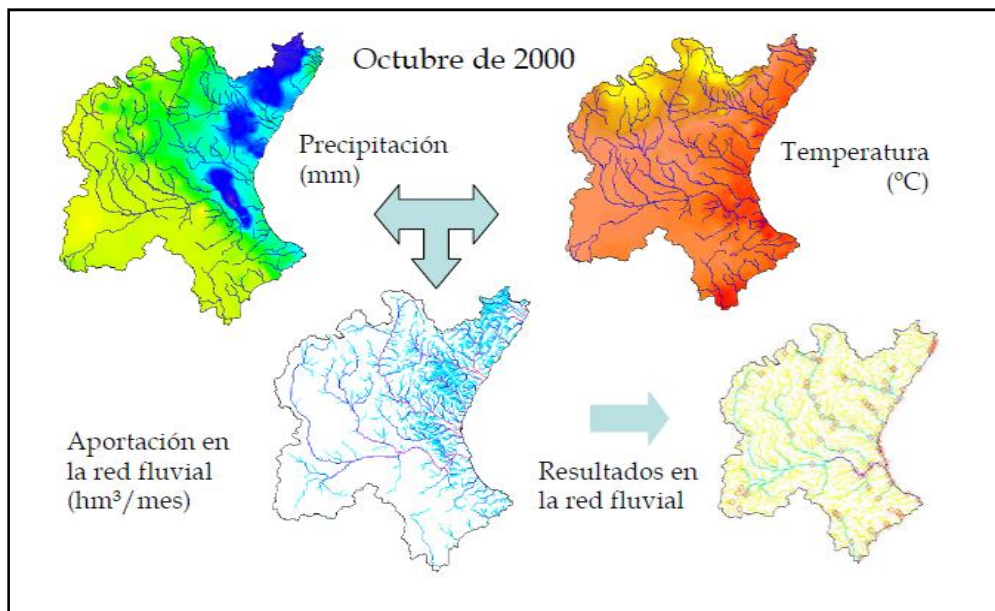 Octubre de 2000
Precipitación
(mm)
Temperatura
(ºC)
Aportación en
la red fluvial
(hm³/mes)
Resultados en
la red fluvial